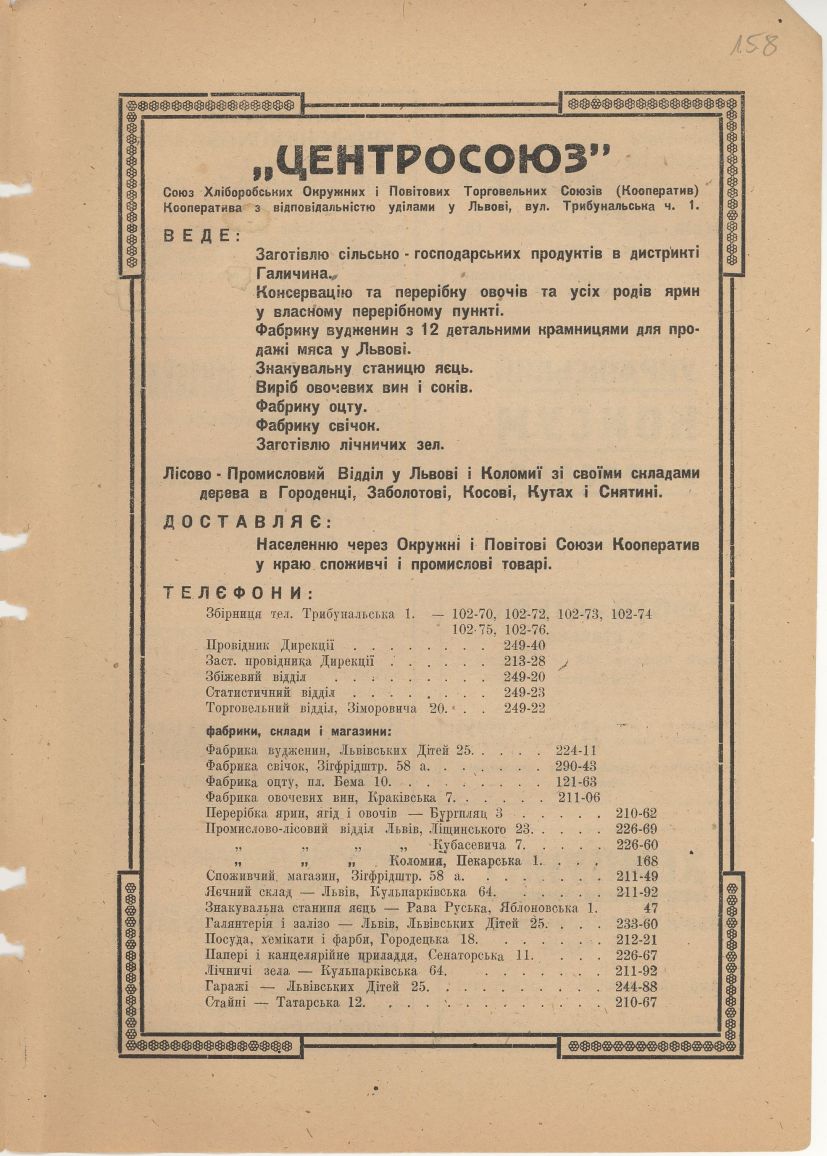 158
„ЦЕНТРОСОЮЗ”
Союз Хліборобських Окружних і Повітових Торговельних Союзів (Кооператив)
Кооператива з відповідальністю уділами у Львові, вул. Трибунальська ч. 1.
ВЕДЕ:
Заготівлю сільсько-господарських продуктів в дистрикті
Галичина.
Консервацію та перерібку овочів та усіх родів ярин
у власному перерібному пункті.
Фабрику вудженин з 12 детальними крамницями для про-
дажі мяса у Львові.
Знакувальну станицю яєць.
Виріб овочевих вин і соків.
Фабрику оцту.
Фабрику свічок.
Заготівлю лічничих зел.
Лісово-Промисловий Відділ у Львові і Коломиї зі своїми складами
дерева в Городенці, Заболотові, Косові, Кутах і Снятині.
ДОСТАВЛЯЄ:
Населенню через Окружні і Повітові Союзи Кооператив
у краю споживчі і промислові товарі.
ТЕЛЄФОНИ:
Збірниця тел. Трибунальська 1. — 102-70, 102-72, 102-73, 102-74
102-75, 102-76.
Провідник Дирекції . . . . . . . . 249-40
Заст. провідника Дирекції . . . . . . 213-28
Збіжевий відділ . . . . . . . . 249-20
Статистичний відділ . . . . . . . . 249-23
Торговельний відділ, Зіморовича 20. . . 249-22
фабрики, склади і магазини:
Фабрика вудженин, Львівських Дітей 25. . . . . 224-11
Фабрика свічок, Зігфрідштр. 58 а. . . . . . . 290-43
Фабрика оцту, пл. Бема 10. . . . . . . . . 121-63
Фабрика овочевих вин, Краківська 7. . . . . . 211-06
Перерібка ярин, ягід і овочів — Бургпляц 3 . . . . . 210-62
Промислово-лісовий відділ Львів, Ліщинського 23. . . . . 226-69
„ „ „ „ Кубасевича 7. . . . . 226-60
„ „ „ Коломия, Пекарська 1. . . . 168
Споживчий, магазин, Зігфрідштр. 58 а. . . . . . . . 211-49
Яєчний склад — Львів, Кульпарківська 64. . . . . . 211-92
Знакувальна станиця яєць — Рава Руська, Яблоновська 1. 47
Галянтерія і залізо — Львів, Львівських Дітей 25. . . . 233-60
Посуда, хемікати і фарби, Городецька 18. . . . . . . 212-21
Папері і канцелярійне приладдя, Сенаторська 11. . . . 226-67
Лічничі зела — Кульпарківська 64. . . . . . . . 211-92
Гаражі — Львівських Дітей 25. . . . . . . . . . 244-88
Стайні — Татарська 12. . . . . . . . . . . . . 210-67